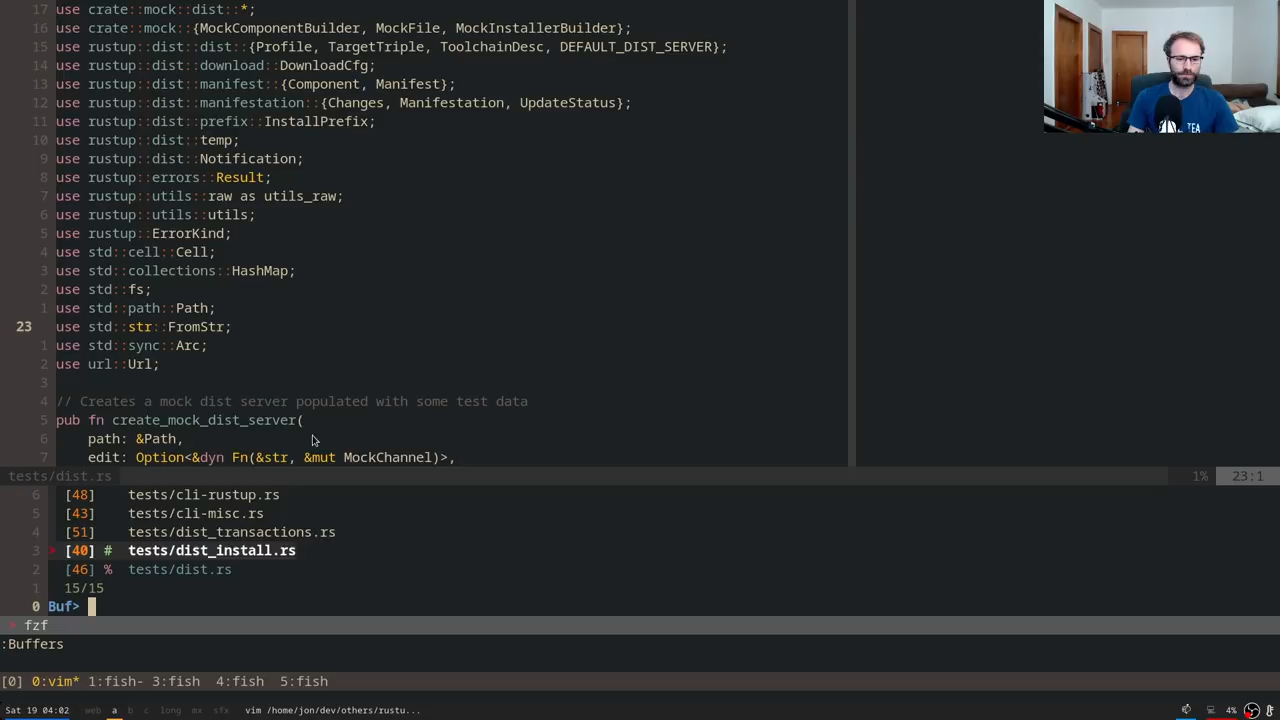 17 use crate::mock::dist::*;
16 use crate::mock::{MockComponentBuilder, MockFile, MockInstallerBuilder};
15 use rustup::dist::dist::{Profile, TargetTriple, ToolchainDesc, DEFAULT_DIST_SERVER};
14 use rustup::dist::download::DownloadCfg;
13 use rustup::dist::manifest::{Component, Manifest};
12 use rustup::dist::manifestation::{Changes, Manifestation, UpdateStatus};
11 use rustup::dist::prefix::InstallPrefix;
10 use rustup::dist::temp;
9 use rustup::dist::Notification;
8 use rustup::errors::Result;
7 use rustup::utils::raw as utils_raw;
6 use rustup::utils::utils;
5 use rustup::ErrorKind;
4 use std::cell::Cell;
3 use std::collections::HashMap;
2 use std::fs;
1 use std::path::Path;
23 use std::str::FromStr;
1 use std::sync::Arc;
2 use url::Url;
3
4 // Creates a mock dist server populated with some test data
5 pub fn create_mock_dist_server(
6     path: &Path,
7     edit: Option<&dyn Fn(&str, &mut MockChannel)>,
tests/dist.rs 1% 23:1
6 [48] tests/cli-rustup.rs
5 [43] tests/cli-misc.rs
4 [51] tests/dist_transactions.rs
3 > [40] # tests/dist_install.rs
2 [46] % tests/dist.rs
1 15/15
0 Buf>
> fzf
:Buffers
[0] 0:vim* 1:fish- 3:fish 4:fish 5:fish
Sat 19 04:02 web a b c long mx sfx vim /home/jon/dev/others/rustu... 4%
TEA